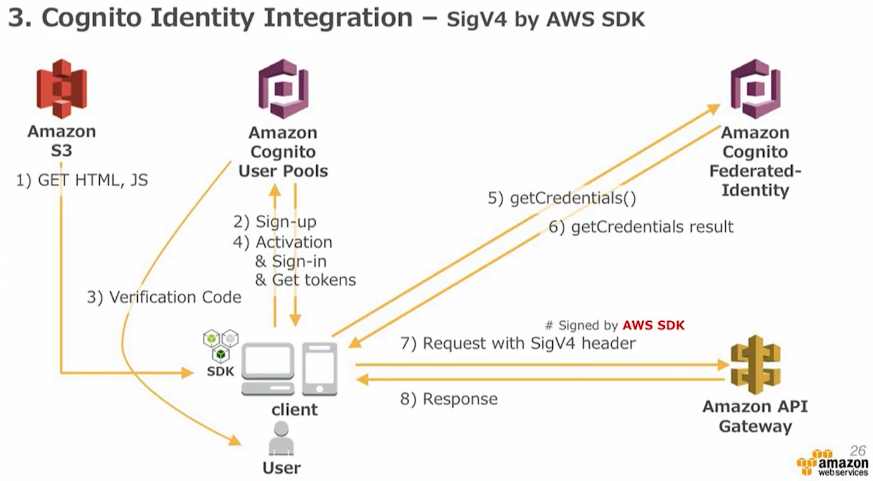 3. Cognito Identity Integration – SigV4 by AWS SDK
Amazon
S3
Amazon
Cognito
User Pools
Amazon
Cognito
Federated-
Identity
1) GET HTML, JS
2) Sign-up
4) Activation
& Sign-in
& Get tokens
5) getCredentials()
6) getCredentials result
3) Verification Code
# Signed by AWS SDK
7) Request with SigV4 header
SDK
8) Response
client
Amazon API
Gateway
User
26
amazon
webservices